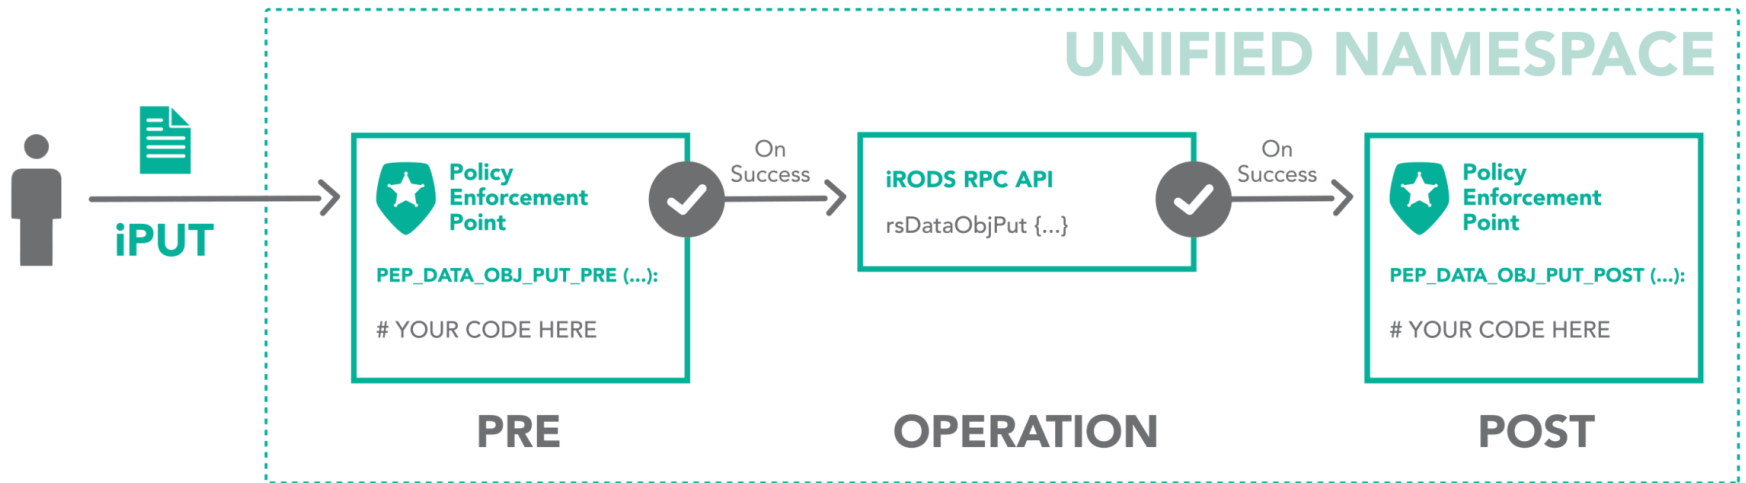 UNIFIED NAMESPACE
iPUT
Policy
Enforcement
Point
PEP_DATA_OBJ_PUT_PRE (...):
# YOUR CODE HERE
PRE
On
Success
iRODS RPC API
rsDataObjPut {...}
OPERATION
On
Success
Policy
Enforcement
Point
PEP_DATA_OBJ_PUT_POST (...):
# YOUR CODE HERE
POST